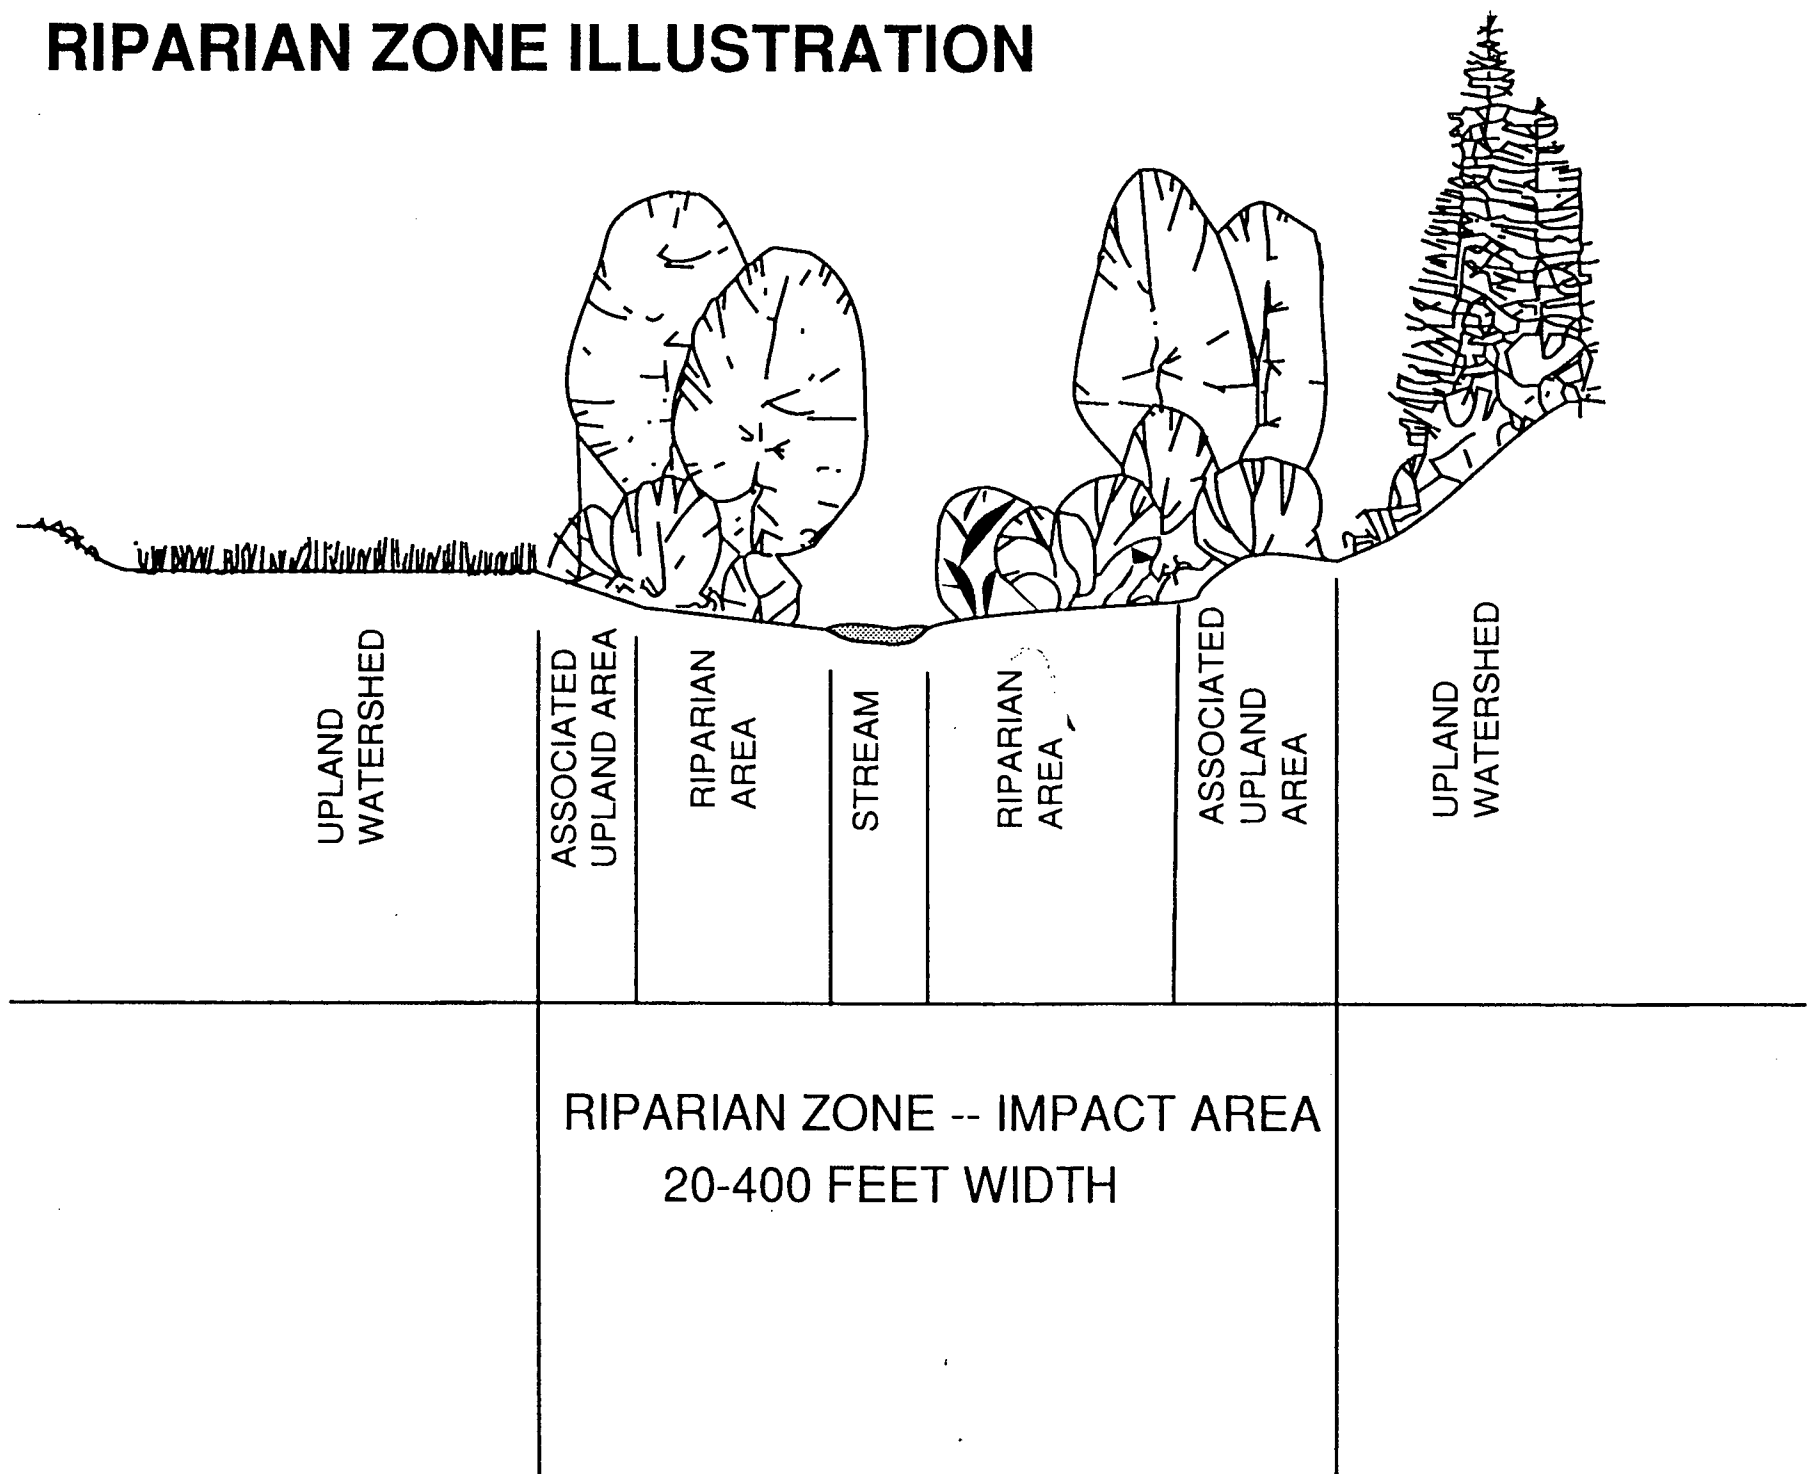 RIPARIAN ZONE ILLUSTRATION
UPLAND
WATERSHED
ASSOCIATED
UPLAND AREA
RIPARIAN
AREA
STREAM
RIPARIAN
AREA
ASSOCIATED
UPLAND
AREA
UPLAND
WATERSHED
RIPARIAN ZONE -- IMPACT AREA
20-400 FEET WIDTH